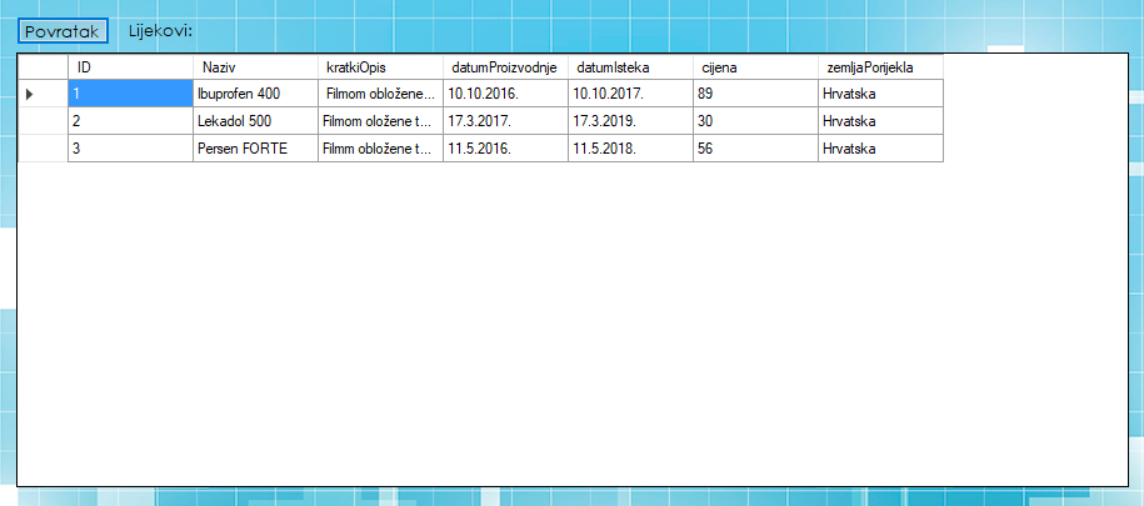 Povratak Lijekovi:
ID Naziv kratkiOpis datumProizvodnje datumIsteka cijena zemljaPorijekla
1 Ibuprofen 400 Filmom obložene... 10.10.2016. 10.10.2017. 89 Hrvatska
2 Lekadol 500 Filmom oložene t... 17.3.2017. 17.3.2019. 30 Hrvatska
3 Persen FORTE Filmm obložene t... 11.5.2016. 11.5.2018. 56 Hrvatska